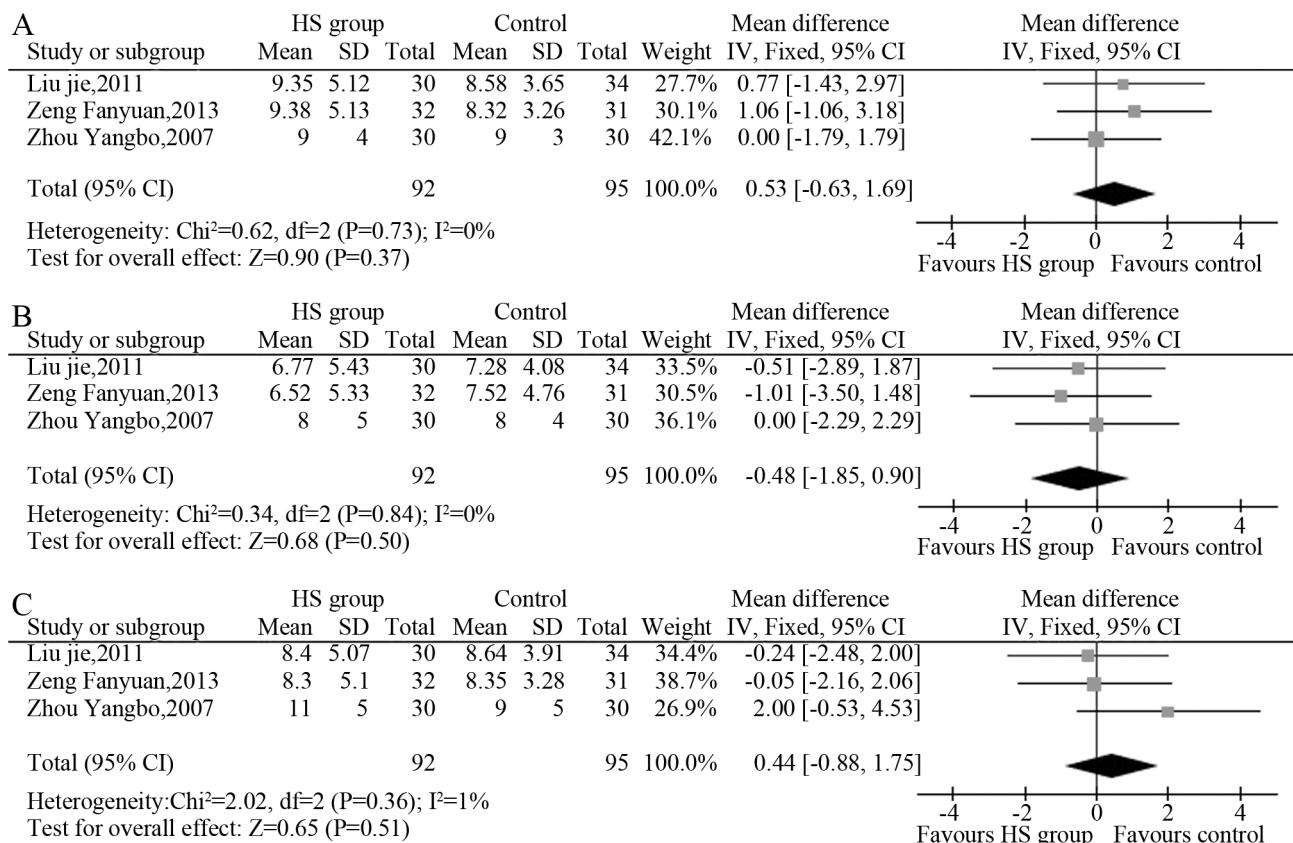 A
HS group Control Mean difference Mean difference
Study or subgroup Mean SD Total Mean SD Total Weight IV, Fixed, 95% CI IV, Fixed, 95% CI
Liu jie,2011 9.35 5.12 30 8.58 3.65 34 27.7% 0.77 [-1.43, 2.97]
Zeng Fanyuan,2013 9.38 5.13 32 8.32 3.26 31 30.1% 1.06 [-1.06, 3.18]
Zhou Yangbo,2007 9 4 30 9 3 30 42.1% 0.00 [-1.79, 1.79]
Total (95% CI) 92 95 100.0% 0.53 [-0.63, 1.69]
Heterogeneity: Chi²=0.62, df=2 (P=0.73); I²=0%
Test for overall effect: Z=0.90 (P=0.37)
-4 -2 0 2 4
Favours HS group Favours control
B
HS group Control Mean difference Mean difference
Study or subgroup Mean SD Total Mean SD Total Weight IV, Fixed, 95% CI IV, Fixed, 95% CI
Liu jie,2011 6.77 5.43 30 7.28 4.08 34 33.5% -0.51 [-2.89, 1.87]
Zeng Fanyuan,2013 6.52 5.33 32 7.52 4.76 31 30.5% -1.01 [-3.50, 1.48]
Zhou Yangbo,2007 8 5 30 8 4 30 36.1% 0.00 [-2.29, 2.29]
Total (95% CI) 92 95 100.0% -0.48 [-1.85, 0.90]
Heterogeneity: Chi²=0.34, df=2 (P=0.84); I²=0%
Test for overall effect: Z=0.68 (P=0.50)
-4 -2 0 2 4
Favours HS group Favours control
C
HS group Control Mean difference Mean difference
Study or subgroup Mean SD Total Mean SD Total Weight IV, Fixed, 95% CI IV, Fixed, 95% CI
Liu jie,2011 8.4 5.07 30 8.64 3.91 34 34.4% -0.24 [-2.48, 2.00]
Zeng Fanyuan,2013 8.3 5.1 32 8.35 3.28 31 38.7% -0.05 [-2.16, 2.06]
Zhou Yangbo,2007 11 5 30 9 5 30 26.9% 2.00 [-0.53, 4.53]
Total (95% CI) 92 95 100.0% 0.44 [-0.88, 1.75]
Heterogeneity:Chi²=2.02, df=2 (P=0.36); I²=1%
Test for overall effect: Z=0.65 (P=0.51)
-4 -2 0 2 4
Favours HS group Favours control